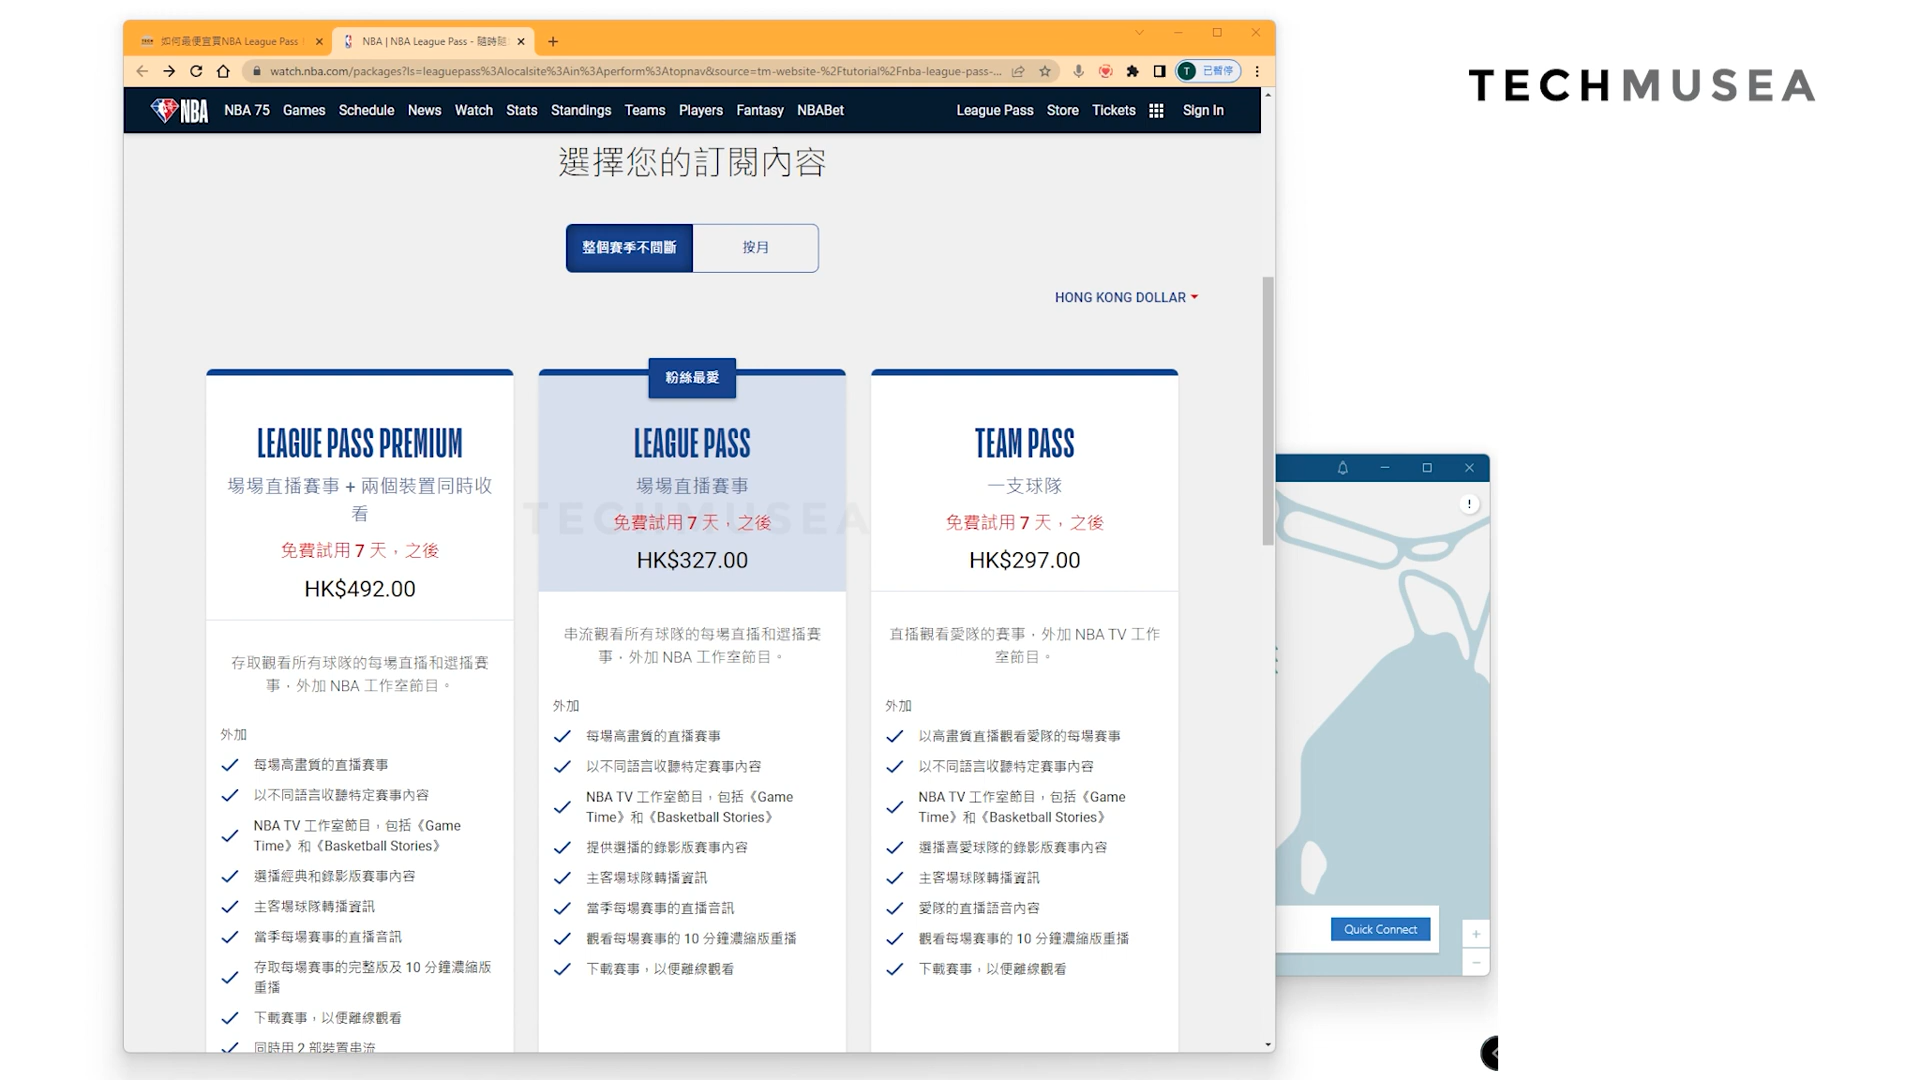 如何最便宜買NBA League Pass
NBA | NBA League Pass - 隨時隨
watch.nba.com/packages?ls=leaguepass%3Alocalsite%3Ain%3Aperform%3Atopnav&source=tm-website-%2Ftutorial%2Fnba-league-pass-...
T 已暫停
TECHMUSEA
NBA
NBA 75 Games Schedule News Watch Stats Standings Teams Players Fantasy NBABet League Pass Store Tickets Sign In
選擇您的訂閱內容
整個賽季不間斷 按月
HONG KONG DOLLAR
LEAGUE PASS PREMIUM
場場直播賽事 + 兩個裝置同時收
看
免費試用 7 天，之後
HK$492.00
存取觀看所有球隊的每場直播和選播賽
事，外加 NBA 工作室節目。
外加
每場高畫質的直播賽事
以不同語言收聽特定賽事內容
NBA TV 工作室節目，包括《Game
Time》和《Basketball Stories》
選播經典和錄影版賽事內容
主客場球隊轉播資訊
當季每場賽事的直播音訊
存取每場賽事的完整版及 10 分鐘濃縮版
重播
下載賽事，以便離線觀看
同時用 2 部裝置串流
粉絲最愛
LEAGUE PASS
場場直播賽事
免費試用 7 天，之後
HK$327.00
串流觀看所有球隊的每場直播和選播賽
事，外加 NBA 工作室節目。
外加
每場高畫質的直播賽事
以不同語言收聽特定賽事內容
NBA TV 工作室節目，包括《Game
Time》和《Basketball Stories》
提供選播的錄影版賽事內容
主客場球隊轉播資訊
當季每場賽事的直播音訊
觀看每場賽事的 10 分鐘濃縮版重播
下載賽事，以便離線觀看
TEAM PASS
一支球隊
免費試用 7 天，之後
HK$297.00
直播觀看愛隊的賽事，外加 NBA TV 工作
室節目。
外加
以高畫質直播觀看愛隊的每場賽事
以不同語言收聽特定賽事內容
NBA TV 工作室節目，包括《Game
Time》和《Basketball Stories》
選播喜愛球隊的錄影版賽事內容
主客場球隊轉播資訊
愛隊的直播語音內容
觀看每場賽事的 10 分鐘濃縮版重播
下載賽事，以便離線觀看
TECHMUSEA
Quick Connect